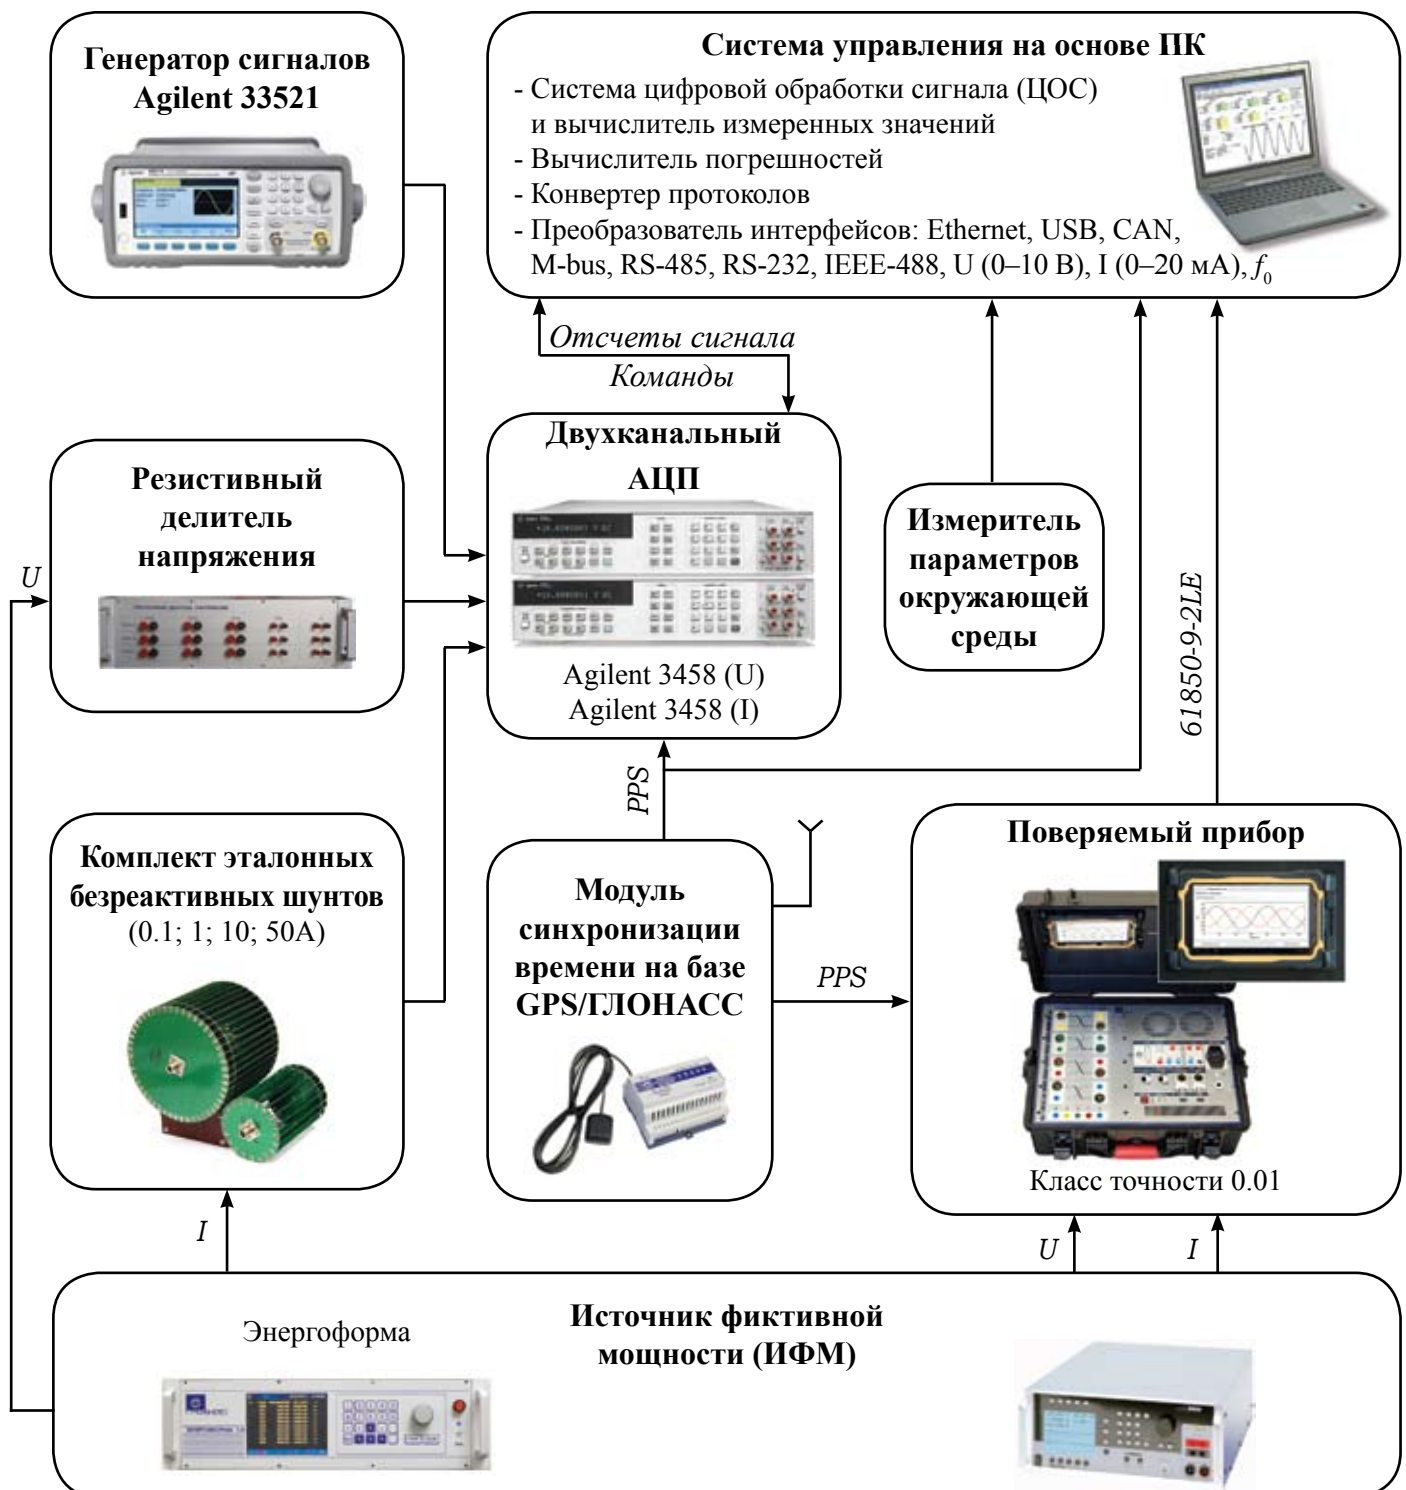 Генератор сигналов
Agilent 33521
Система управления на основе ПК
- Система цифровой обработки сигнала (ЦОС)
и вычислитель измеренных значений
- Вычислитель погрешностей
- Конвертер протоколов
- Преобразователь интерфейсов: Ethernet, USB, CAN,
M-bus, RS-485, RS-232, IEEE-488, U (0–10 В), I (0–20 мА), f₀
Отсчеты сигнала
Команды
Резистивный
делитель
напряжения
U
Двухканальный
АЦП
Agilent 3458 (U)
Agilent 3458 (I)
Измеритель
параметров
окружающей
среды
61850-9-2LE
PPS
Комплект эталонных
безреактивных шунтов
(0.1; 1; 10; 50А)
Модуль
синхронизации
времени на базе
GPS/ГЛОНАСС
PPS
Поверяемый прибор
Класс точности 0.01
I
U
I
Источник фиктивной
мощности (ИФМ)
Энергоформа